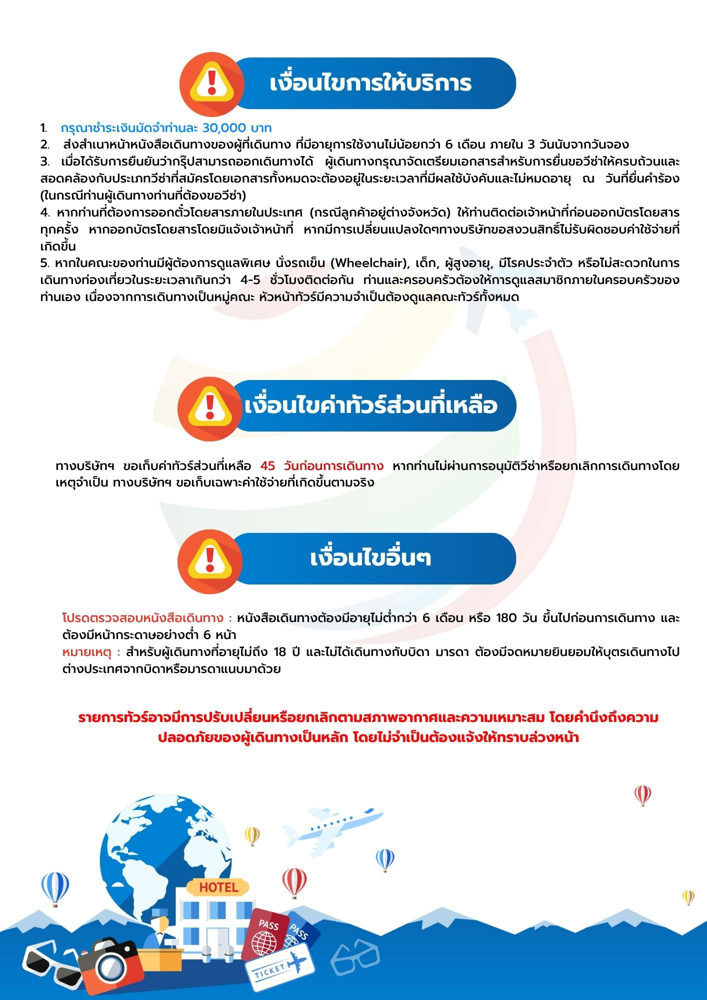 เงื่อนไขการให้บริการ
1. กรุณาชำระเงินมัดจำท่านละ 30,000 บาท
2. ส่งสำเนาหน้าหนังสือเดินทางของผู้ที่เดินทาง ที่มีอายุการใช้งานไม่น้อยกว่า 6 เดือน ภายใน 3 วันนับจากวันจอง
3. เมื่อได้รับการยืนยันว่ากรุ๊ปสามารถออกเดินทางได้ ผู้เดินทางกรุณาจัดเตรียมเอกสารสำหรับการยื่นขอวีซ่าให้ครบถ้วนและ
สอดคล้องกับประเภทวีซ่าที่สมัครโดยเอกสารทั้งหมดจะต้องอยู่ในระยะเวลาที่มีผลใช้บังคับและไม่หมดอายุ ณ วันที่ยื่นคำร้อง
(ในกรณีท่านผู้เดินทางท่านที่ต้องขอวีซ่า)
4. หากท่านที่ต้องการออกตั๋วโดยสารภายในประเทศ (กรณีลูกค้าอยู่ต่างจังหวัด) ให้ท่านติดต่อเจ้าหน้าที่ก่อนออกบัตรโดยสาร
ทุกครั้ง หากออกบัตรโดยสารโดยมิแจ้งเจ้าหน้าที่ หากมีการเปลี่ยนแปลงใดๆทางบริษัทขอสงวนสิทธิ์ไม่รับผิดชอบค่าใช้จ่ายที่
เกิดขึ้น
5. หากในคณะของท่านมีผู้ต้องการดูแลพิเศษ นั่งรถเข็น (Wheelchair), เด็ก, ผู้สูงอายุ, มีโรคประจำตัว หรือไม่สะดวกในการ
เดินทางท่องเที่ยวในระยะเวลาเกินกว่า 4-5 ชั่วโมงติดต่อกัน ท่านและครอบครัวต้องให้การดูแลสมาชิกภายในครอบครัวของ
ท่านเอง เนื่องจากการเดินทางเป็นหมู่คณะ หัวหน้าทัวร์มีความจำเป็นต้องดูแลคณะทัวร์ทั้งหมด
เงื่อนไขค่าทัวร์ส่วนที่เหลือ
ทางบริษัทฯ ขอเก็บค่าทัวร์ส่วนที่เหลือ 45 วันก่อนการเดินทาง หากท่านไม่ผ่านการอนุมัติวีซ่าหรือยกเลิกการเดินทางโดย
เหตุจำเป็น ทางบริษัทฯ ขอเก็บเฉพาะค่าใช้จ่ายที่เกิดขึ้นตามจริง
เงื่อนไขอื่นๆ
โปรดตรวจสอบหนังสือเดินทาง : หนังสือเดินทางต้องมีอายุไม่ต่ำกว่า 6 เดือน หรือ 180 วัน ขึ้นไปก่อนการเดินทาง และ
ต้องมีหน้ากระดาษอย่างต่ำ 6 หน้า
หมายเหตุ : สำหรับผู้เดินทางที่อายุไม่ถึง 18 ปี และไม่ได้เดินทางกับบิดา มารดา ต้องมีจดหมายยินยอมให้บุตรเดินทางไป
ต่างประเทศจากบิดาหรือมารดาแนบมาด้วย
รายการทัวร์อาจมีการปรับเปลี่ยนหรือยกเลิกตามสภาพอากาศและความเหมาะสม โดยคำนึงถึงความ
ปลอดภัยของผู้เดินทางเป็นหลัก โดยไม่จำเป็นต้องแจ้งให้ทราบล่วงหน้า
HOTEL
PASS
PASS
TICKET